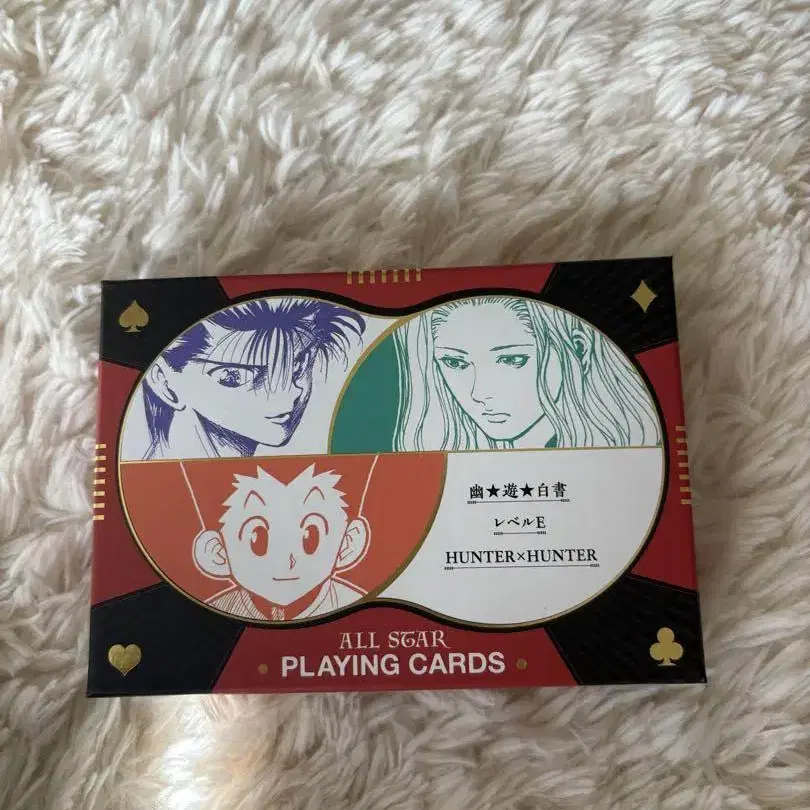 幽★遊★白書
レベルE
HUNTER×HUNTER
ALL STAR
PLAYING CARDS